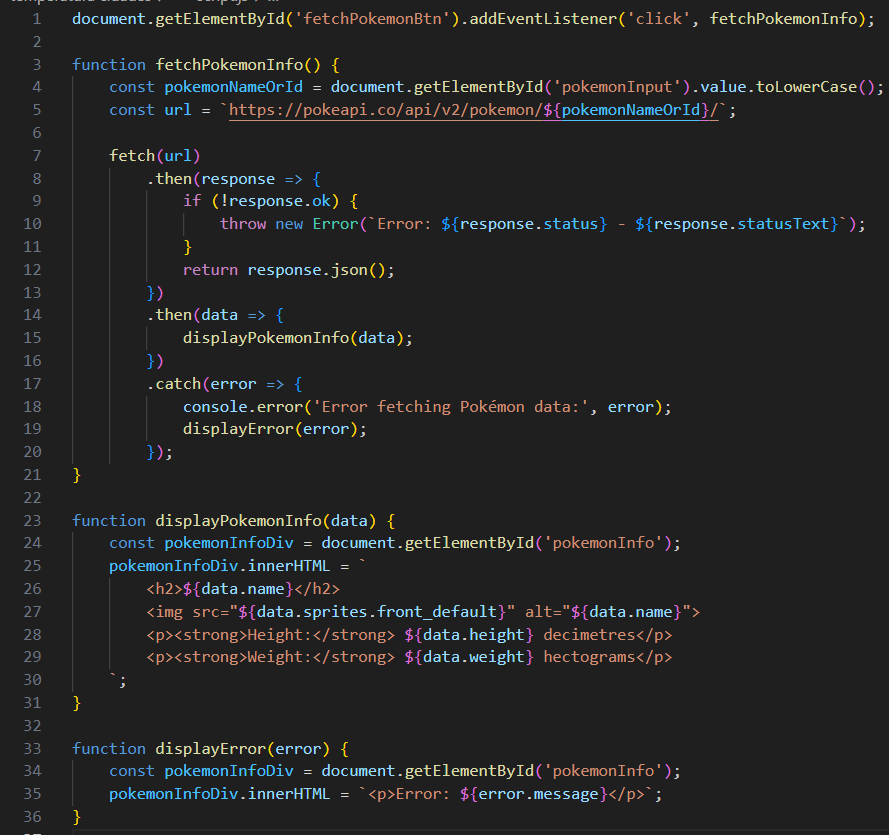 1 document.getElementById('fetchPokemonBtn').addEventListener('click', fetchPokemonInfo);
2
3 function fetchPokemonInfo() {
4     const pokemonNameOrId = document.getElementById('pokemonInput').value.toLowerCase();
5     const url = `https://pokeapi.co/api/v2/pokemon/${pokemonNameOrId}/`;
6
7     fetch(url)
8         .then(response => {
9             if (!response.ok) {
10                 throw new Error(`Error: ${response.status} - ${response.statusText}`);
11             }
12             return response.json();
13         })
14         .then(data => {
15             displayPokemonInfo(data);
16         })
17         .catch(error => {
18             console.error('Error fetching Pokémon data:', error);
19             displayError(error);
20         });
21 }
22
23 function displayPokemonInfo(data) {
24     const pokemonInfoDiv = document.getElementById('pokemonInfo');
25     pokemonInfoDiv.innerHTML = `
26         <h2>${data.name}</h2>
27         <img src="${data.sprites.front_default}" alt="${data.name}">
28         <p><strong>Height:</strong> ${data.height} decimetres</p>
29         <p><strong>Weight:</strong> ${data.weight} hectograms</p>
30     `;
31 }
32
33 function displayError(error) {
34     const pokemonInfoDiv = document.getElementById('pokemonInfo');
35     pokemonInfoDiv.innerHTML = `<p>Error: ${error.message}</p>`;
36 }